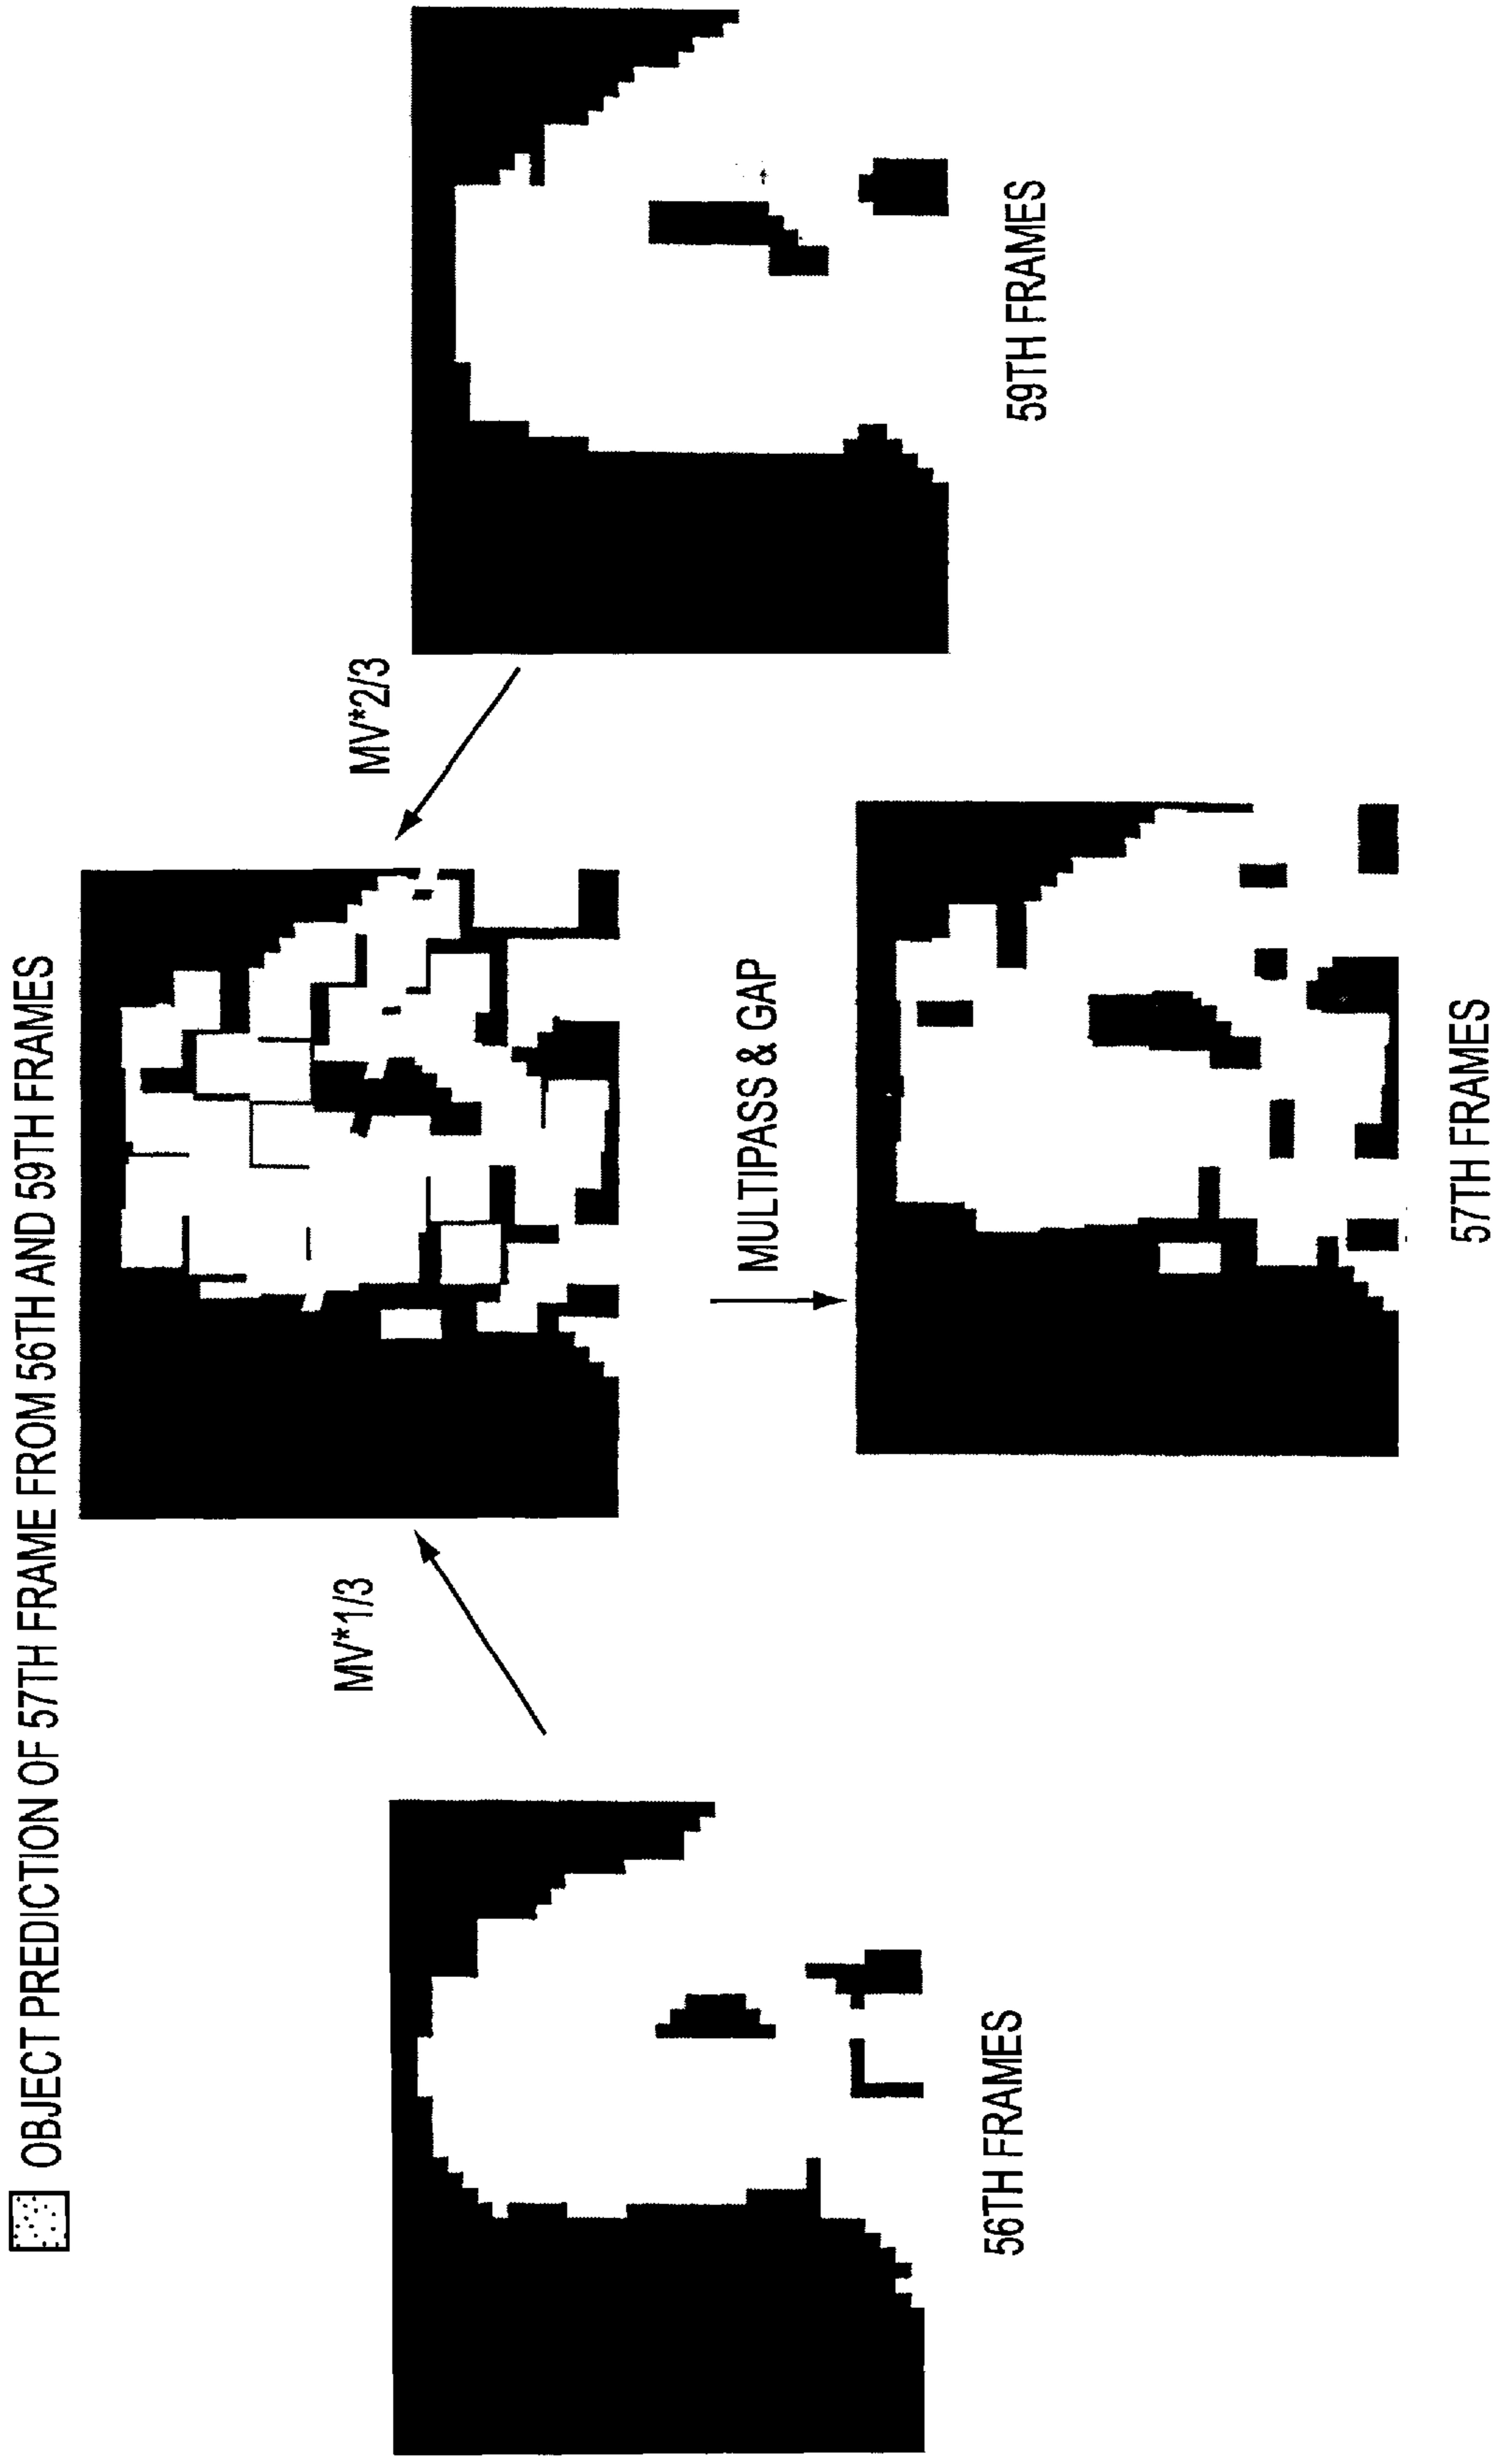 OBJECT PREDICTION OF 57TH FRAME FROM 56TH AND 59TH FRAMES
MV*1/3
MV*2/3
56TH FRAMES
MULTIPASS & GAP
59TH FRAMES
57TH FRAMES